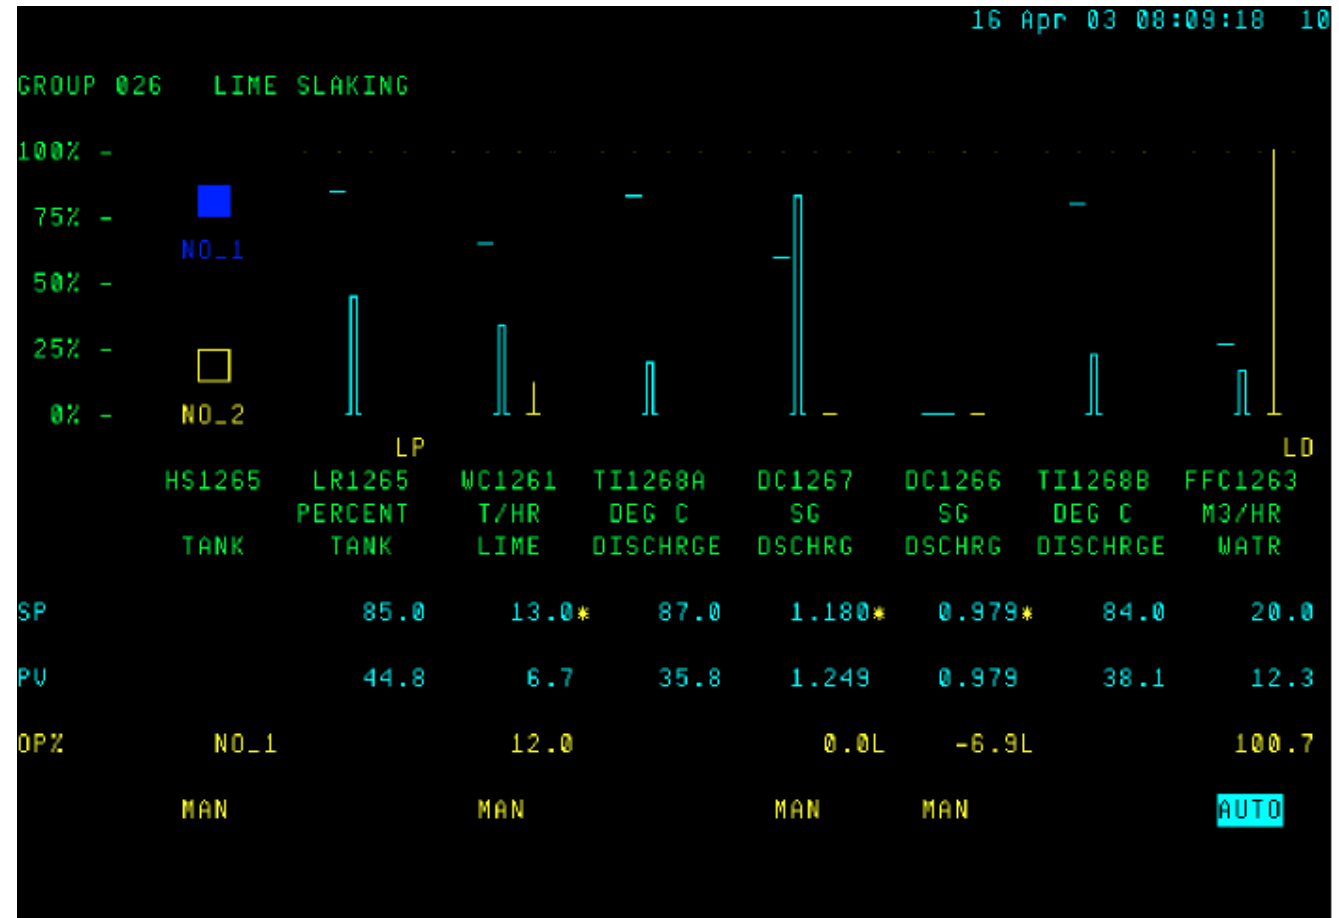 16 Apr 03 08:09:18 10
GROUP 026 LIME SLAKING
100% -
75% -
NO_1
50% -
25% -
0% - NO_2
LP LD
HS1265 LR1265 WC1261 TI1268A DC1267 DC1266 TI1268B FFC1263
PERCENT T/HR DEG C SG SG DEG C M3/HR
TANK TANK LIME DISCHRGE DSCHRG DSCHRG DISCHRGE WATR
SP 85.0 13.0* 87.0 1.180* 0.979* 84.0 20.0
PV 44.8 6.7 35.8 1.249 0.979 38.1 12.3
OP% NO_1 12.0 0.0L -6.9L 100.7
MAN MAN MAN MAN AUTO